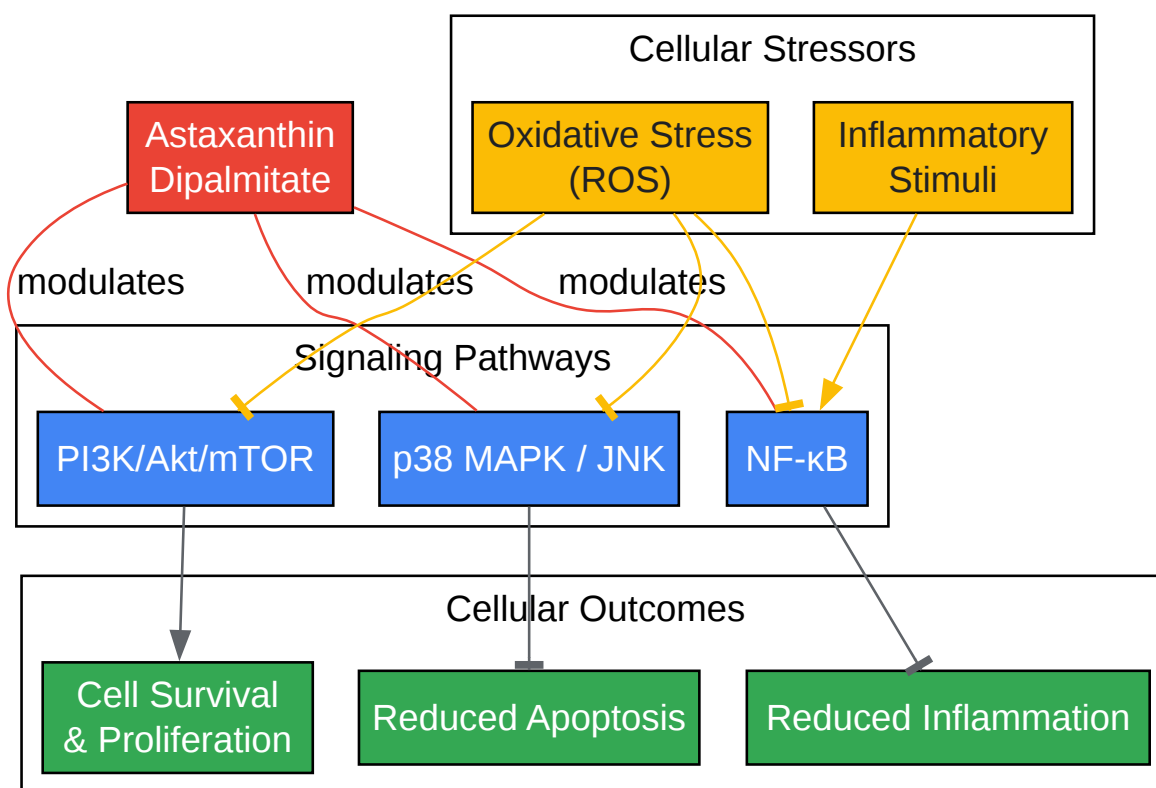 Cellular Stressors
Astaxanthin
Dipalmitate
Oxidative Stress
(ROS)
Inflammatory
Stimuli
modulates
modulates
modulates
Signaling Pathways
PI3K/Akt/mTOR
p38 MAPK / JNK
NF-κB
Cellular Outcomes
Cell Survival
& Proliferation
Reduced Apoptosis
Reduced Inflammation